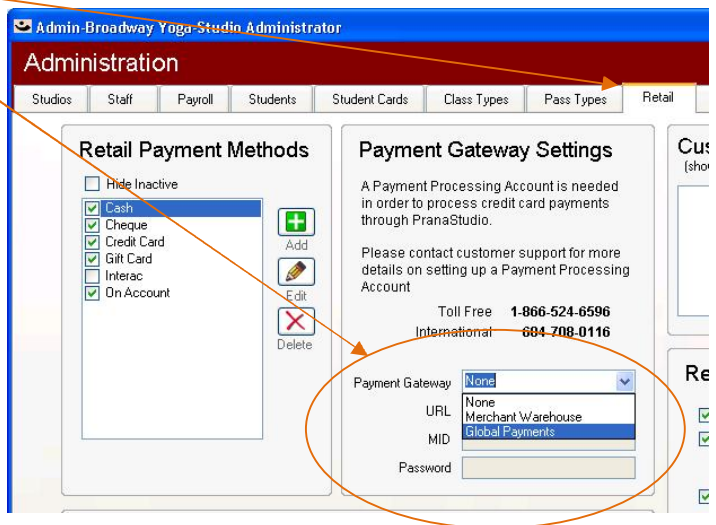 Admin-Broadway Yoga-Studio Administrator
Administration
Studios Staff Payroll Students Student Cards Class Types Pass Types Retail
Retail Payment Methods
Hide Inactive
Cash
Cheque
Credit Card
Gift Card
Interac
On Account
Add
Edit
Delete
Payment Gateway Settings
A Payment Processing Account is needed
in order to process credit card payments
through PranaStudio.
Please contact customer support for more
details on setting up a Payment Processing
Account
Toll Free 1-866-524-6596
International 684-708-0116
Payment Gateway None
None
Merchant Warehouse
Global Payments
URL
MID
Password
Cus
(sho
Re